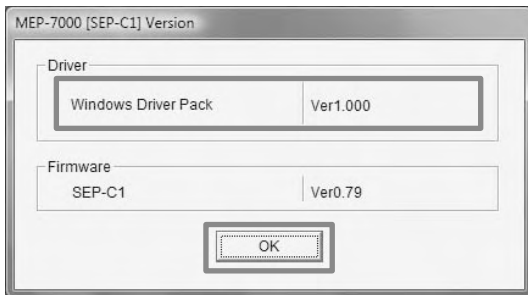 MEP-7000 [SEP-C1] Version
Driver
Windows Driver Pack Ver1.000
Firmware
SEP-C1 Ver0.79
OK